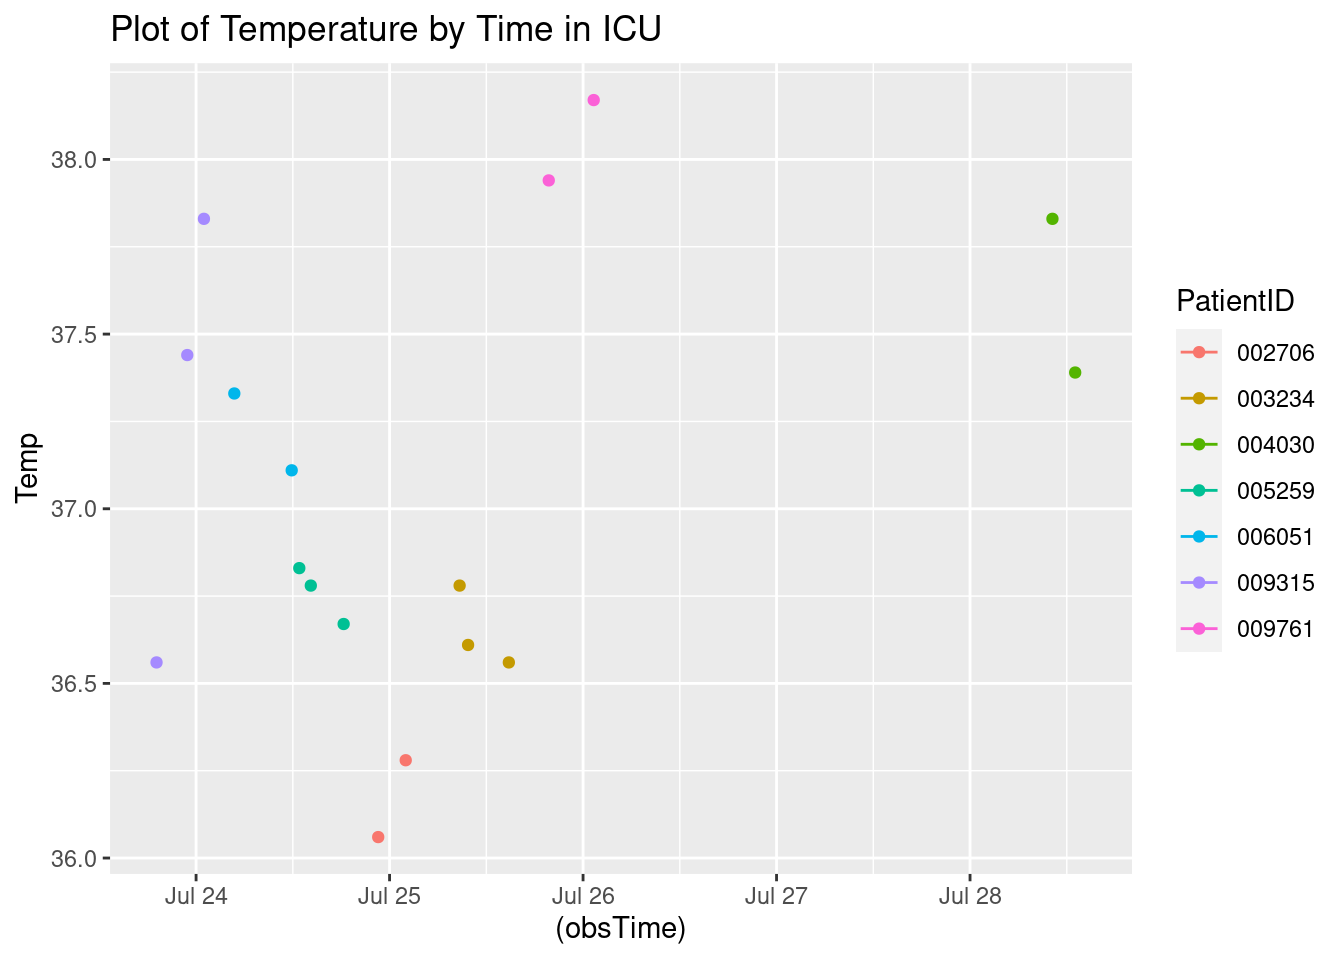 Plot of Temperature by Time in ICU
38.0
37.5
37.0
36.5
36.0
Temp
Jul 24
Jul 25
Jul 26
Jul 27
Jul 28
(obsTime)
PatientID
002706
003234
004030
005259
006051
009315
009761